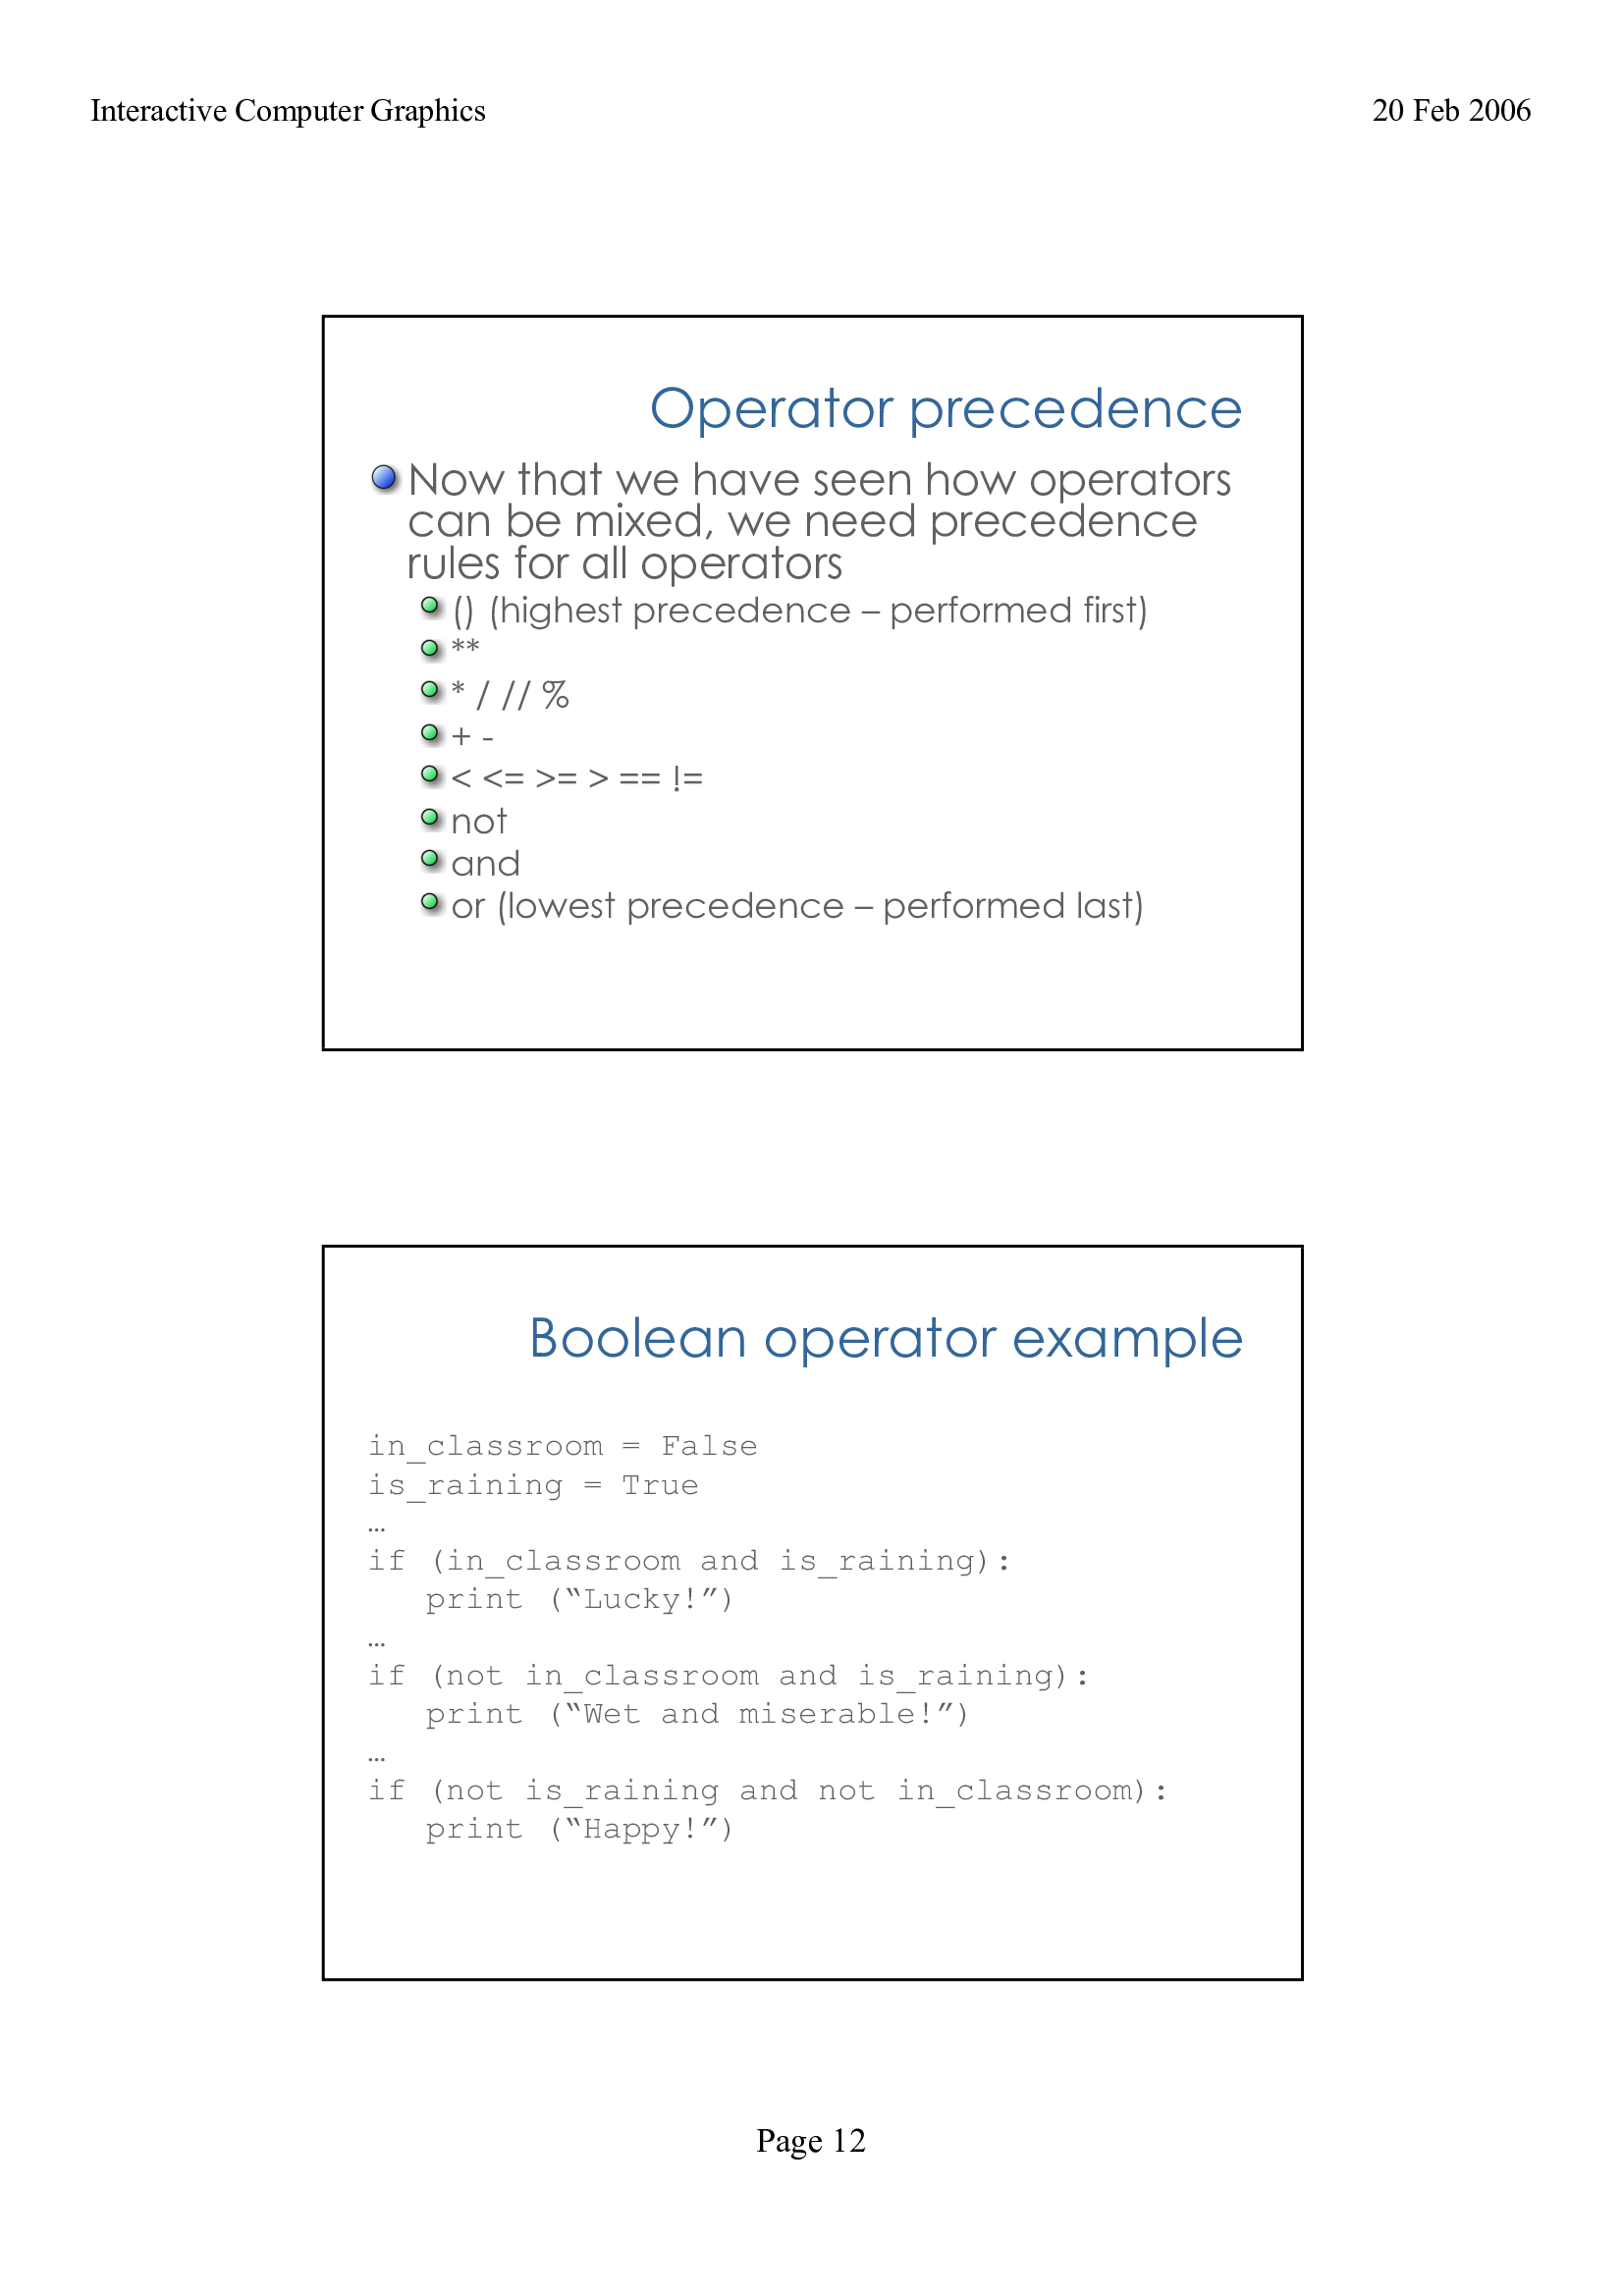 Interactive Computer Graphics
20 Feb 2006
Operator precedence
Now that we have seen how operators
can be mixed, we need precedence
rules for all operators
() (highest precedence – performed first)
**
* / // %
+ -
< <= >= > == !=
not
and
or (lowest precedence – performed last)
Boolean operator example
in_classroom = False
is_raining = True
…
if (in_classroom and is_raining):
   print (“Lucky!”)
…
if (not in_classroom and is_raining):
   print (“Wet and miserable!”)
…
if (not is_raining and not in_classroom):
   print (“Happy!”)
Page 12